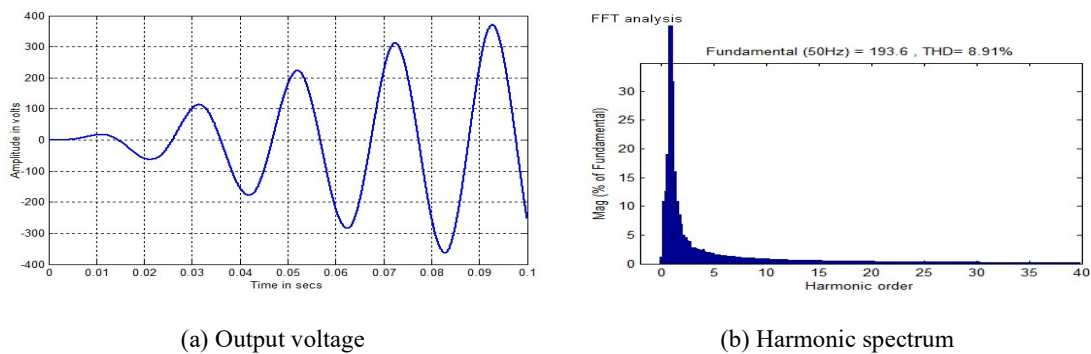 400
300
200
100
0
-100
-200
-300
-400
Amplitude in volts
0 0.01 0.02 0.03 0.04 0.05 0.06 0.07 0.08 0.09 0.1
Time in secs
(a) Output voltage
FFT analysis
Fundamental (50Hz) = 193.6 , THD= 8.91%
30
25
20
15
10
5
0
Mag (% of Fundamental)
0 5 10 15 20 25 30 35 40
Harmonic order
(b) Harmonic spectrum